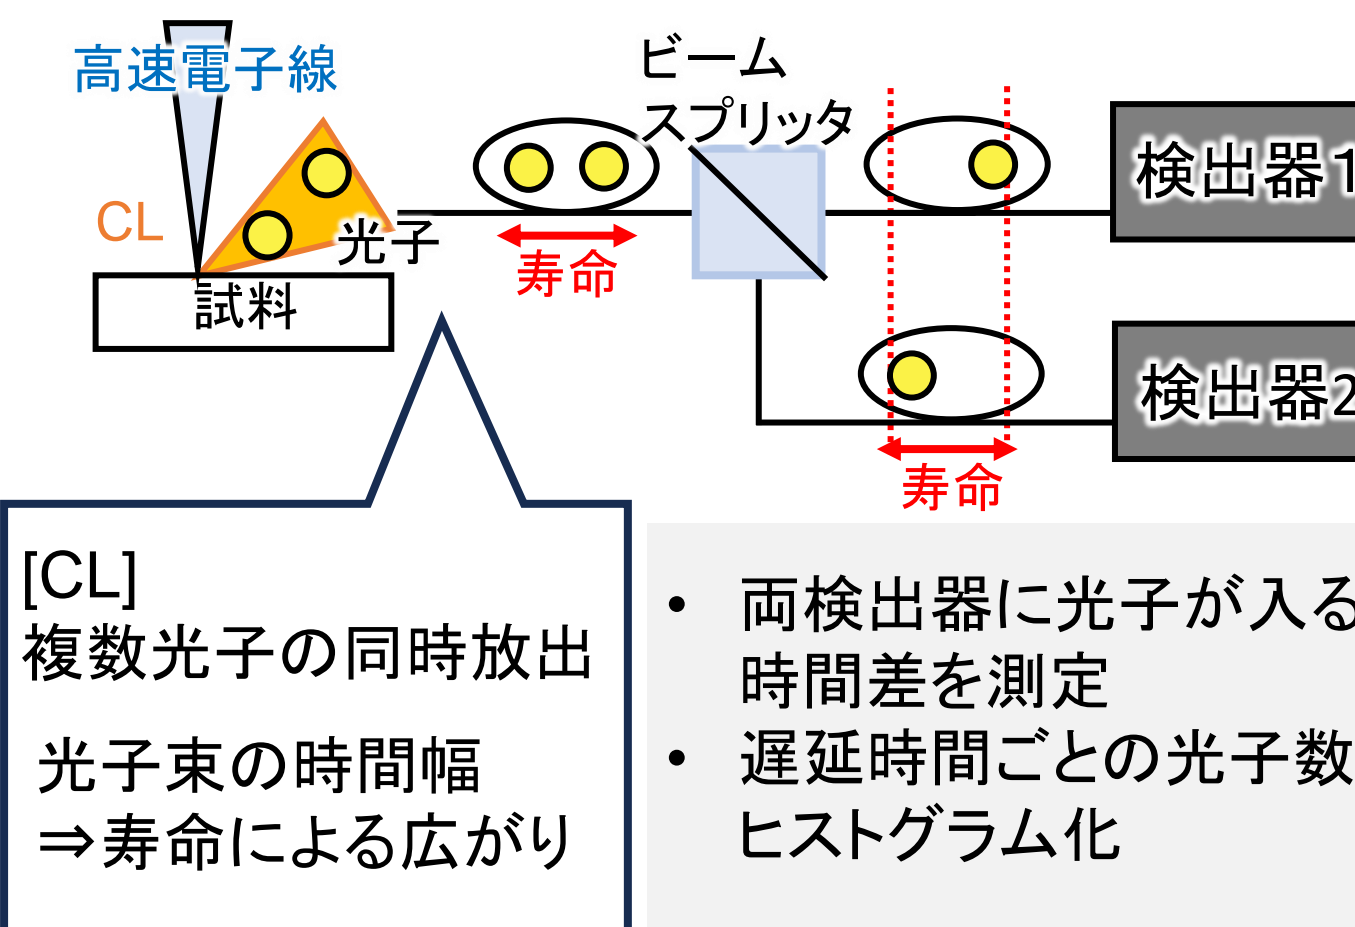 高速電子線
CL
光子
試料
寿命
ビーム
スプリッタ
検出器1
検出器2
寿命
[CL]
複数光子の同時放出
光子束の時間幅
⇒寿命による広がり
• 両検出器に光子が入る
時間差を測定
• 遅延時間ごとの光子数
ヒストグラム化